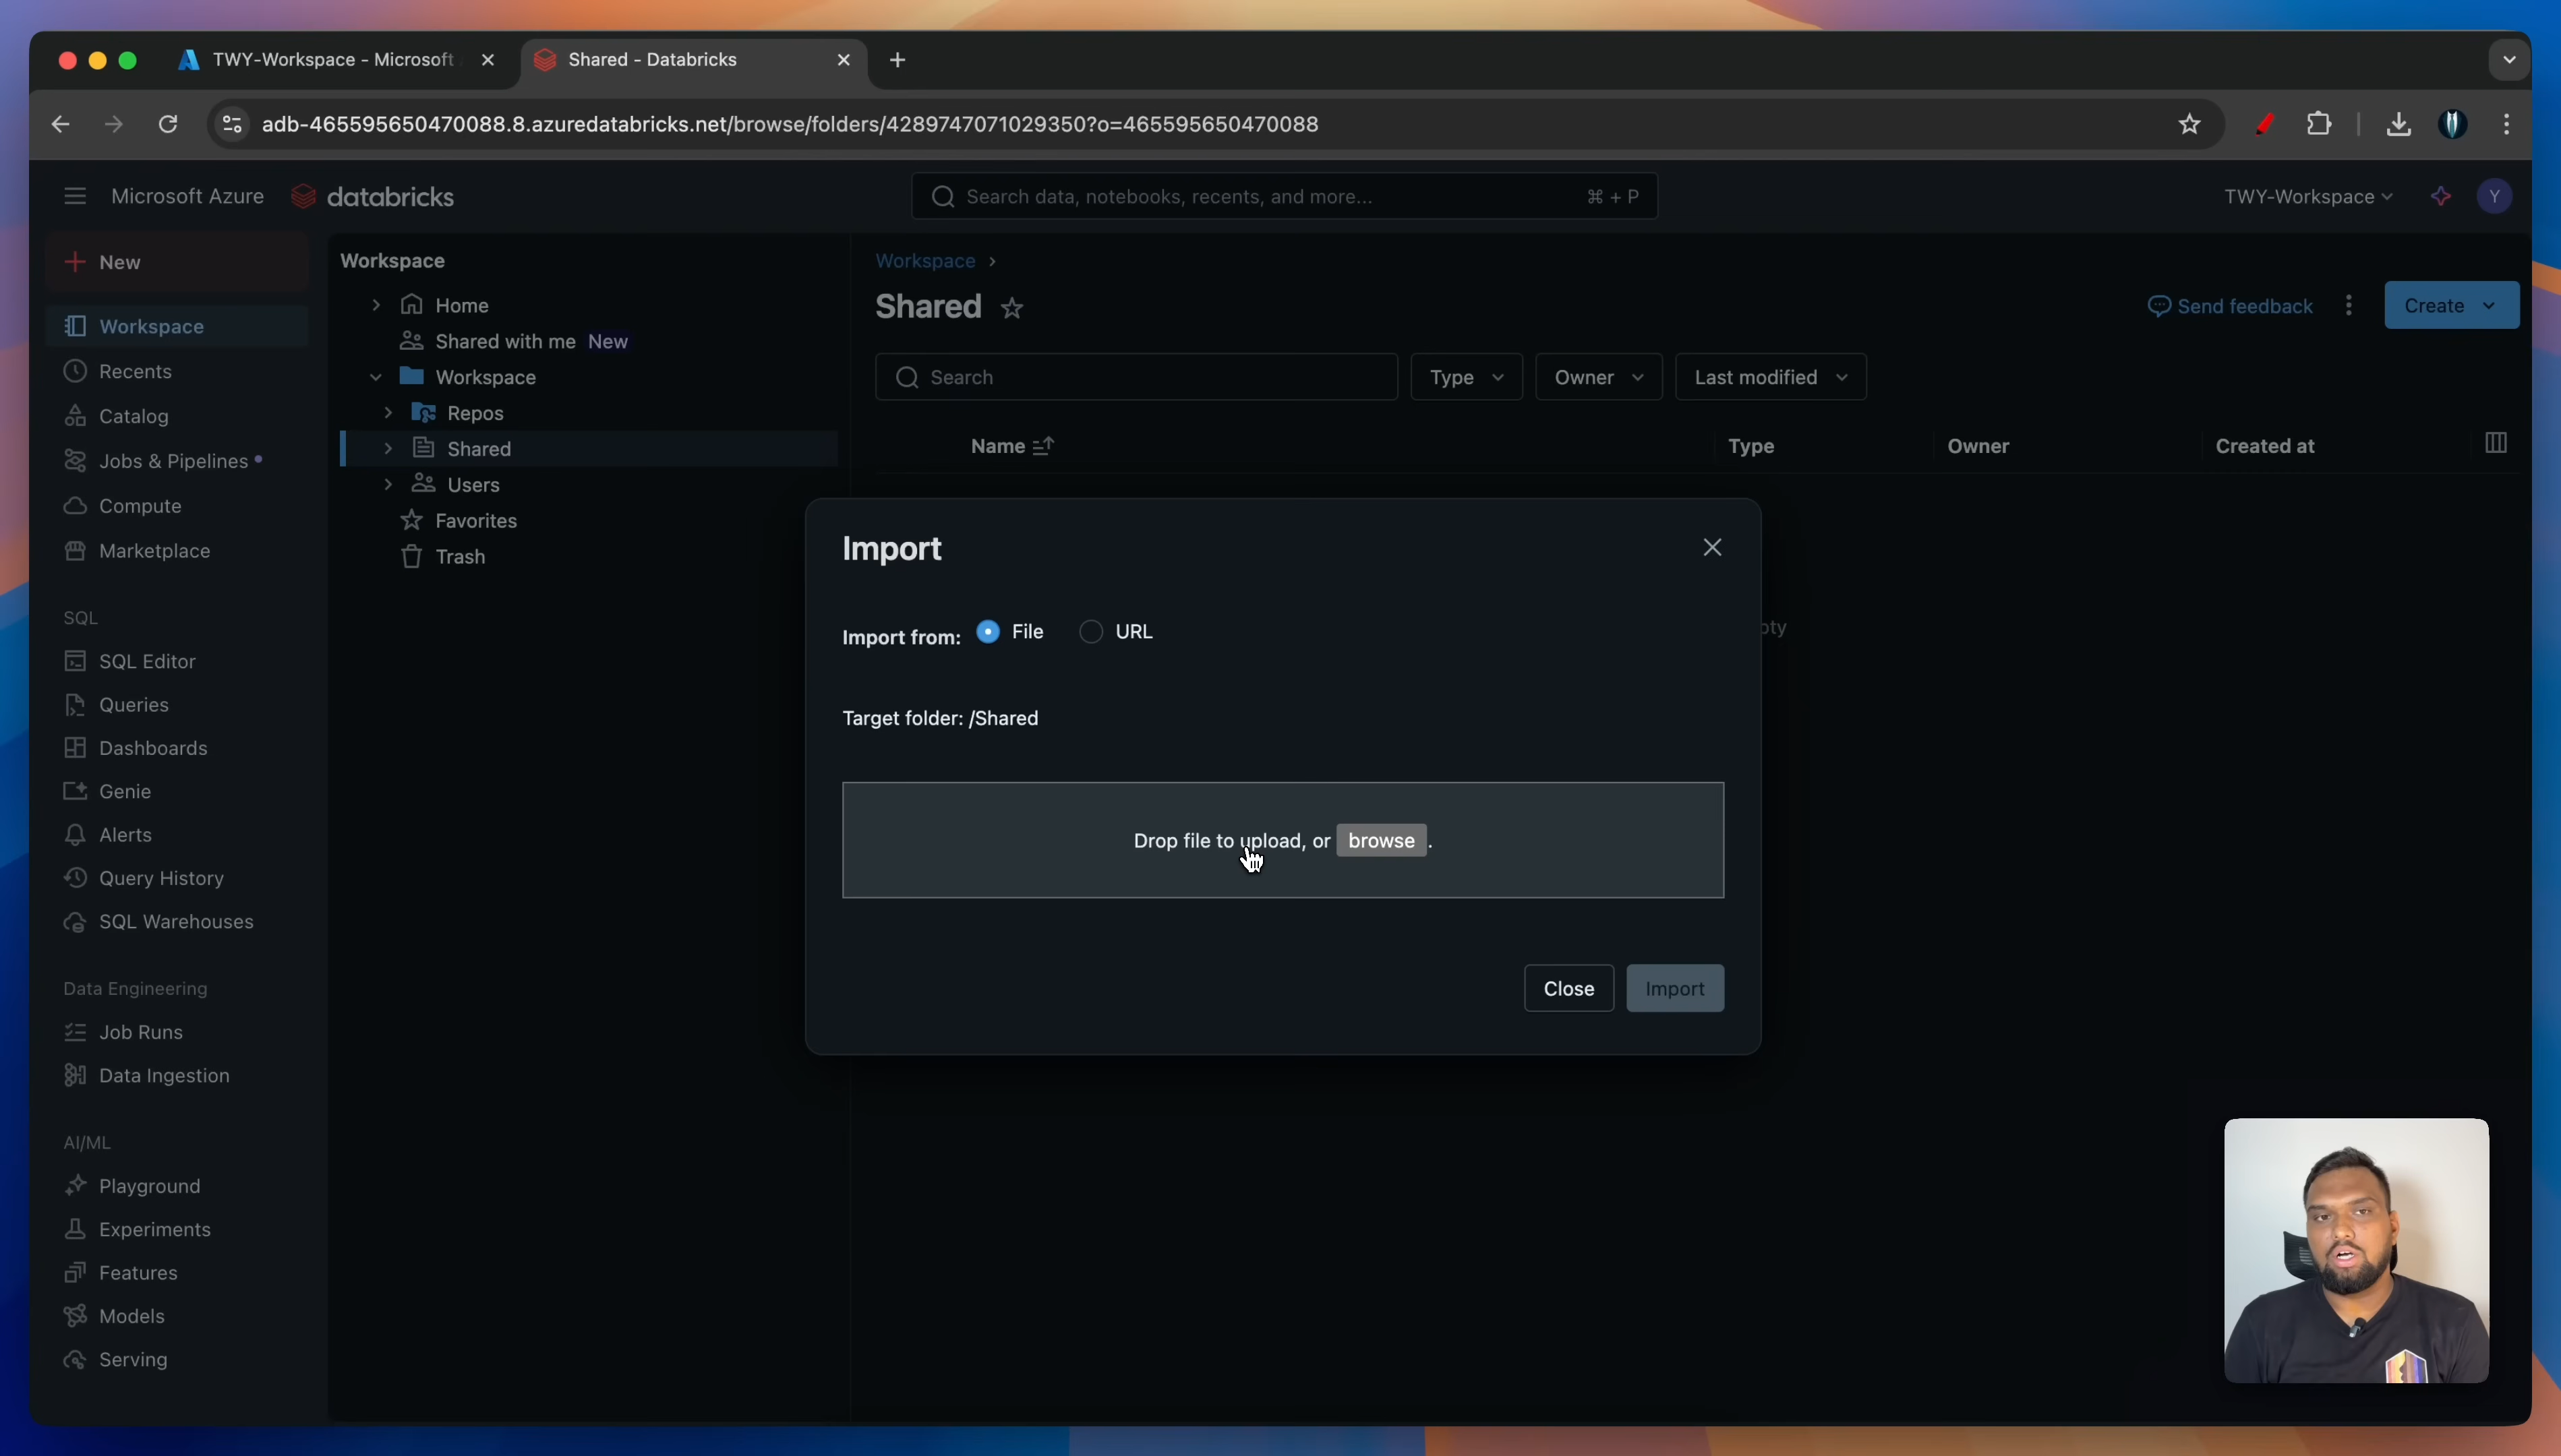 TWY-Workspace - Microsoft
Shared - Databricks
adb-465595650470088.8.azuredatabricks.net/browse/folders/4289747071029350?o=465595650470088
Microsoft Azure
databricks
Search data, notebooks, recents, and more...
⌘ + P
TWY-Workspace
Y
New
Workspace
Recents
Catalog
Jobs & Pipelines
Compute
Marketplace
SQL
SQL Editor
Queries
Dashboards
Genie
Alerts
Query History
SQL Warehouses
Data Engineering
Job Runs
Data Ingestion
AI/ML
Playground
Experiments
Features
Models
Serving
Workspace
Home
Shared with me New
Workspace
Repos
Shared
Users
Favorites
Trash
Workspace ›
Shared
Send feedback
Create
Search
Type
Owner
Last modified
Name
Type
Owner
Created at
Import
Import from:
File
URL
Target folder: /Shared
Drop file to upload, or browse .
Close
Import